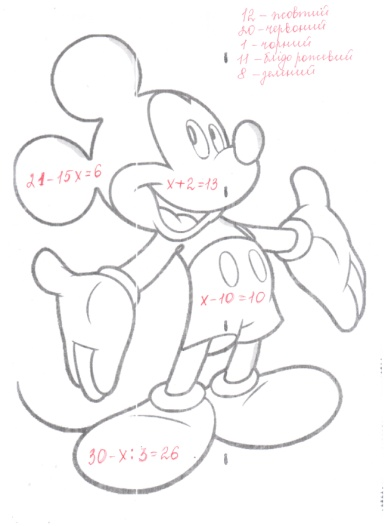 12 - жовтий
20 - червоний
1 - чорний
11 - блідо рожевий
8 - зелений
21-15x=6
x+2=13
x-10=10
30-x:3=26